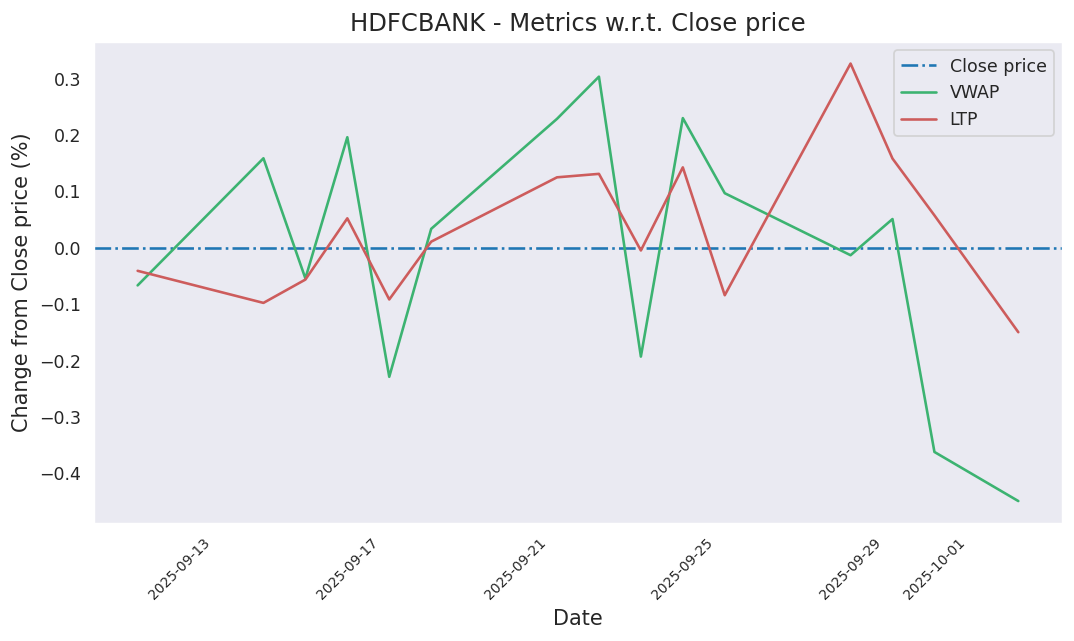 HDFCBANK - Metrics w.r.t. Close price
Close price
VWAP
LTP
Change from Close price (%)
0.3
0.2
0.1
0.0
−0.1
−0.2
−0.3
−0.4
2025-09-13
2025-09-17
2025-09-21
2025-09-25
2025-09-29
2025-10-01
Date